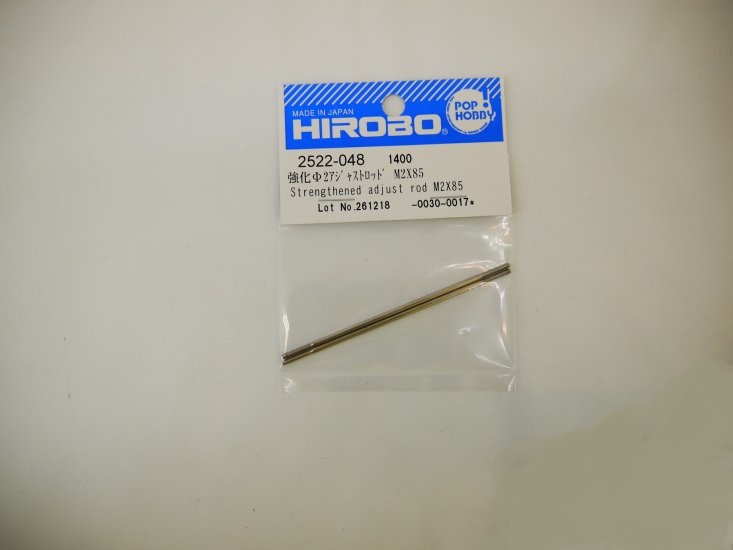 MADE IN JAPAN
HIROBO®
POP HOBBY
2522-048 1400
強化Φ2アジャストロッド M2X85
Strengthened adjust rod M2X85
Lot No.261218 -0030-0017*